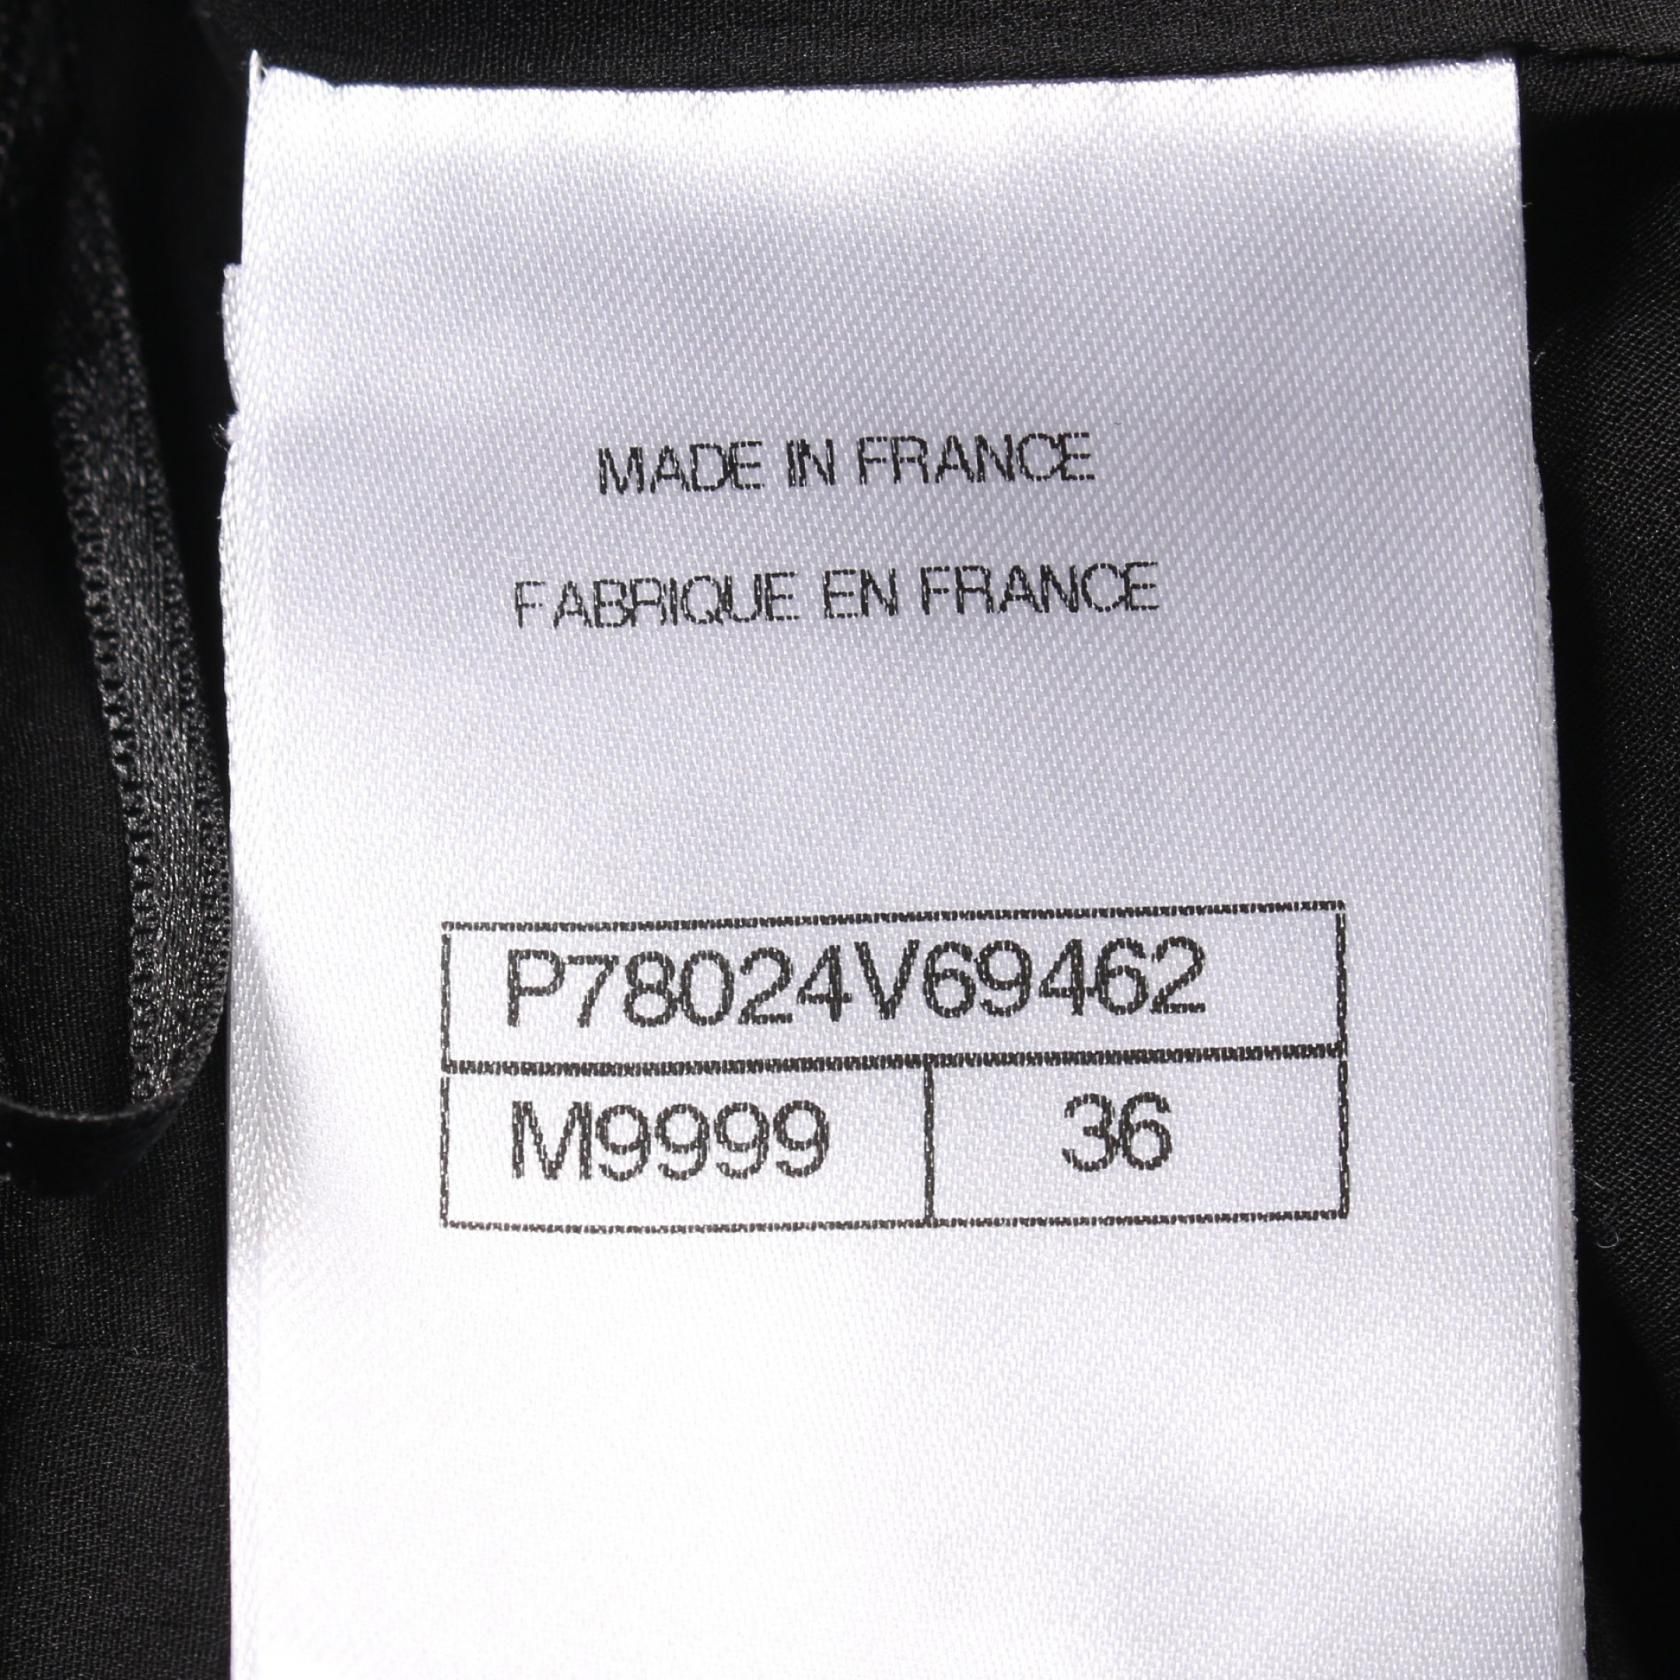 MADE IN FRANCE
FABRIQUE EN FRANCE
P78024V69462
M9999 36